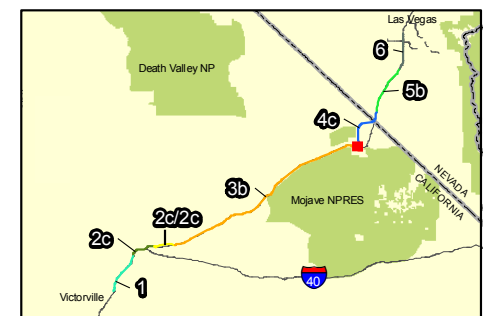 Las Vegas
6
Death Valley NP
5b
4c
NEVADA
CALIFORNIA
3b
Mojave NPRES
2c/2c
2c
40
1
Victorville